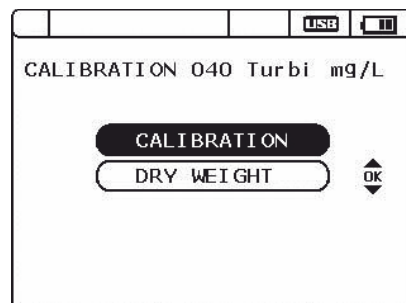 USB
CALIBRATION 040 Turbi mg/L
CALIBRATION
DRY WEIGHT
OK